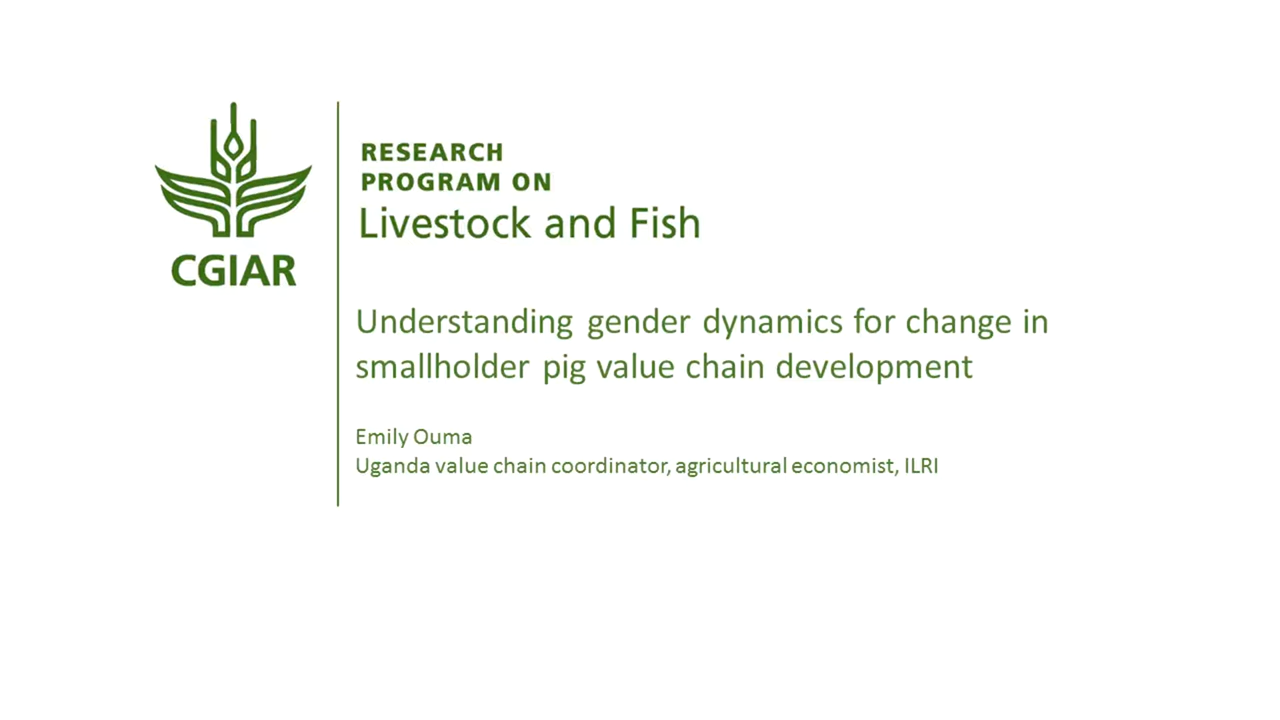 CGIAR
RESEARCH
PROGRAM ON
Livestock and Fish
Understanding gender dynamics for change in
smallholder pig value chain development
Emily Ouma
Uganda value chain coordinator, agricultural economist, ILRI